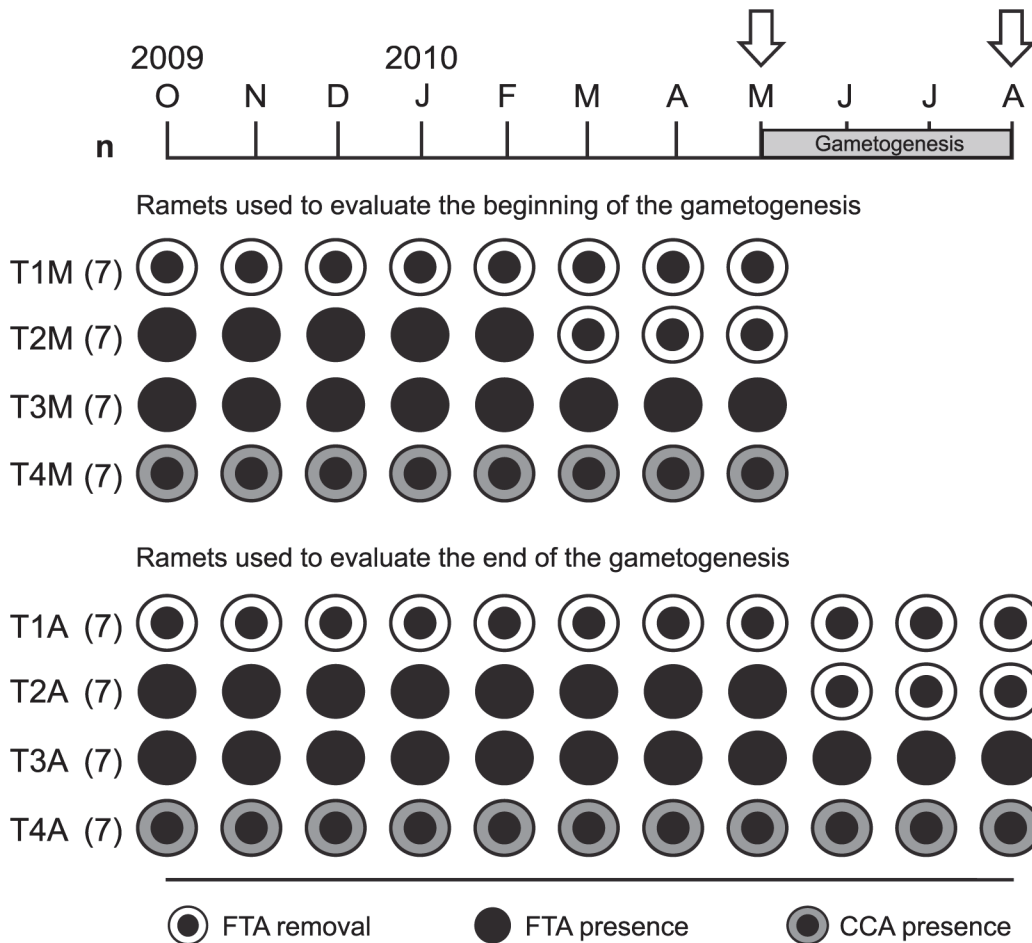 2009 2010
O N D J F M A M J J A
n Gametogenesis
Ramets used to evaluate the beginning of the gametogenesis
T1M (7)
T2M (7)
T3M (7)
T4M (7)
Ramets used to evaluate the end of the gametogenesis
T1A (7)
T2A (7)
T3A (7)
T4A (7)
FTA removal FTA presence CCA presence